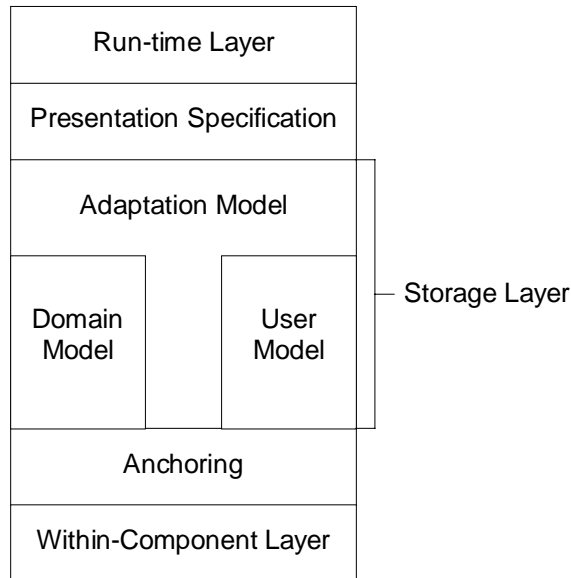 Run-time Layer
Presentation Specification
Adaptation Model
Domain
Model
User
Model
Storage Layer
Anchoring
Within-Component Layer